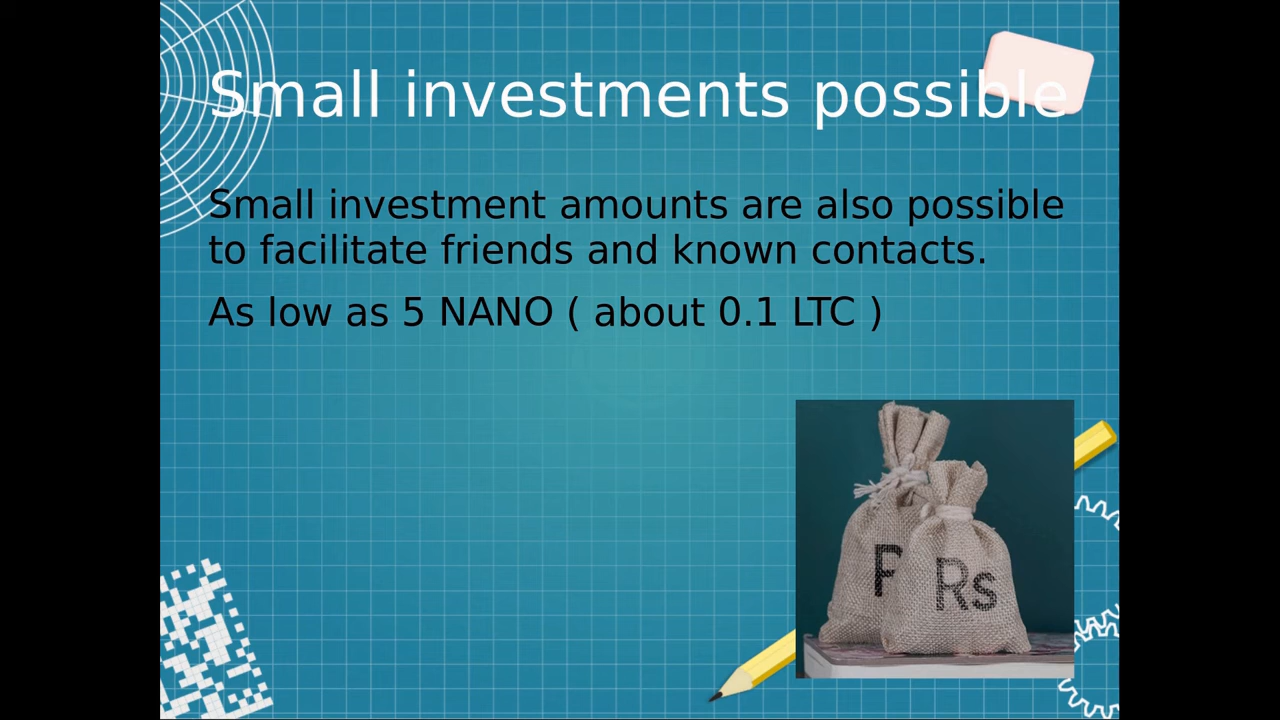 Small investments possible
Small investment amounts are also possible
to facilitate friends and known contacts.
As low as 5 NANO ( about 0.1 LTC )
Rs